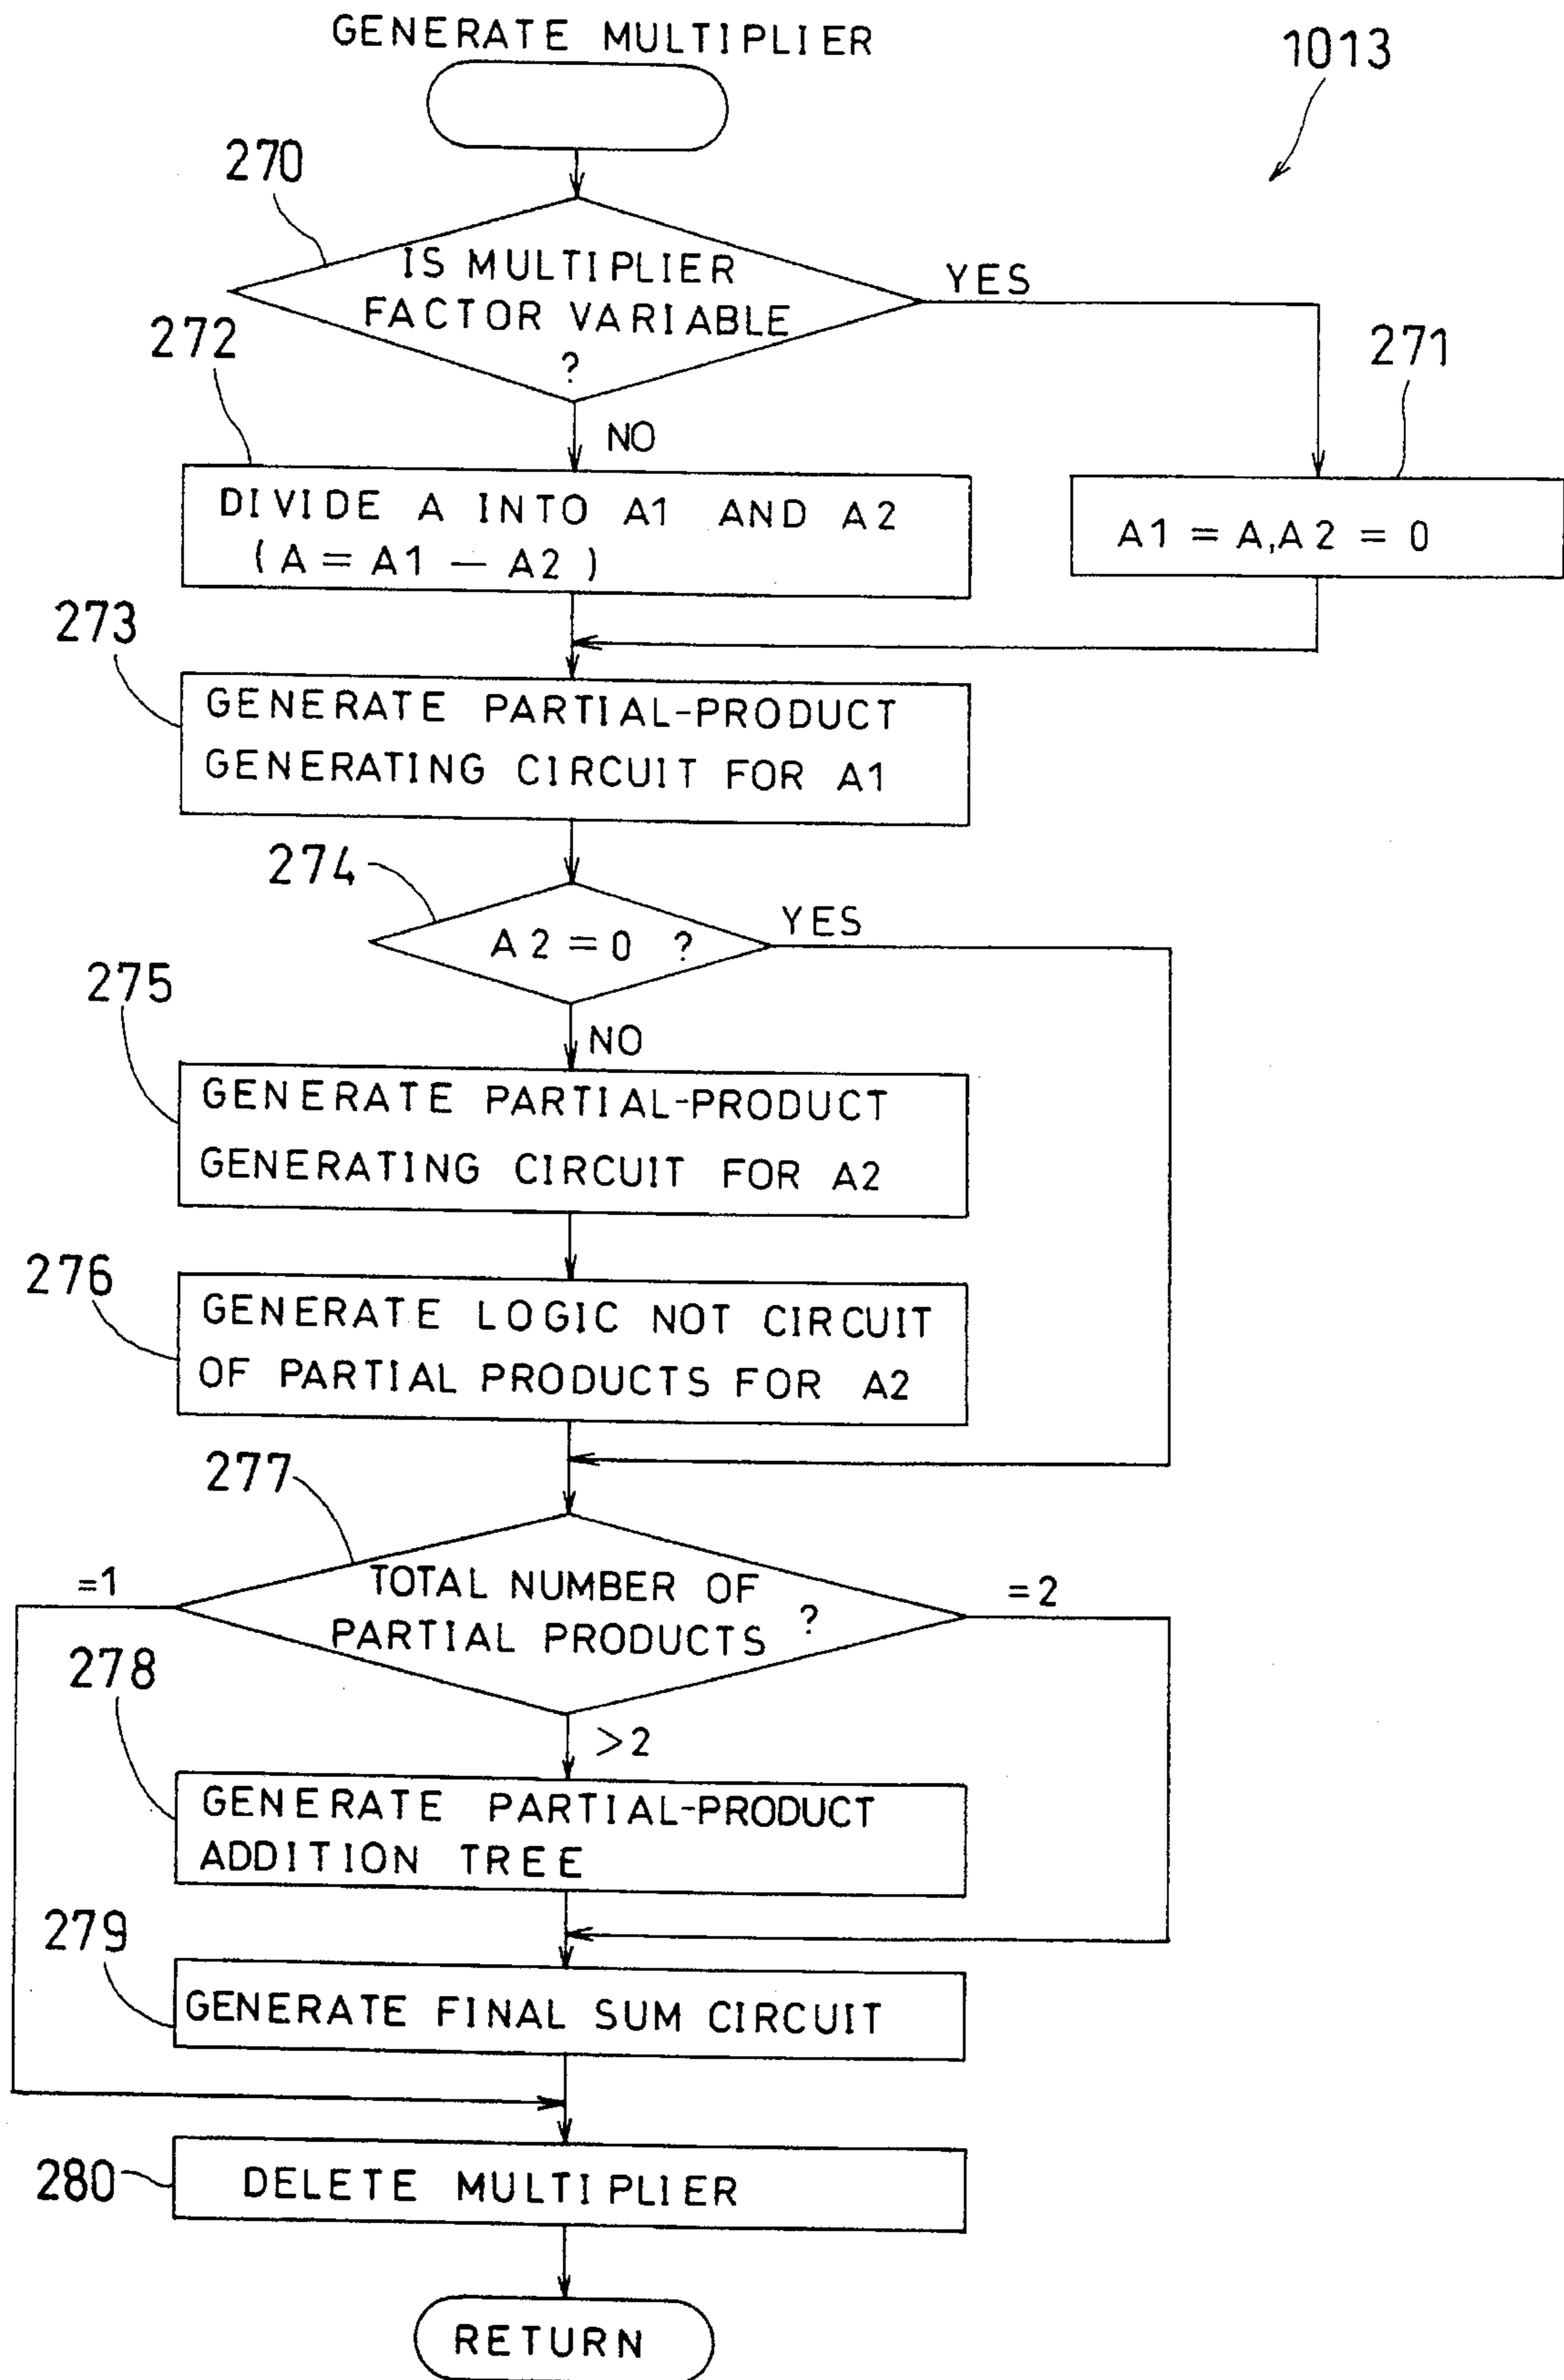 GENERATE MULTIPLIER
1013
270
IS MULTIPLIER
FACTOR VARIABLE
?
YES
272
271
NO
DIVIDE A INTO A1 AND A2
(A = A1 — A2)
A1 = A, A2 = 0
273
GENERATE PARTIAL-PRODUCT
GENERATING CIRCUIT FOR A1
274
A2 = 0 ?
YES
275
NO
GENERATE PARTIAL-PRODUCT
GENERATING CIRCUIT FOR A2
276
GENERATE LOGIC NOT CIRCUIT
OF PARTIAL PRODUCTS FOR A2
277
=1
TOTAL NUMBER OF
PARTIAL PRODUCTS ?
=2
278
>2
GENERATE PARTIAL-PRODUCT
ADDITION TREE
279
GENERATE FINAL SUM CIRCUIT
280
DELETE MULTIPLIER
RETURN